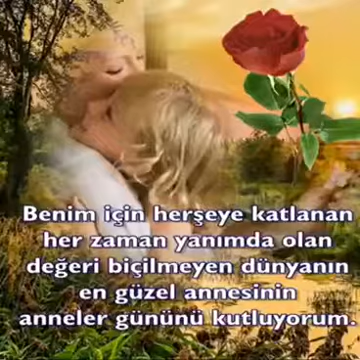 Benim için herşeye katlanan
her zaman yanımda olan
değeri biçilmeyen dünyanın
en güzel annesinin
anneler gününü kutluyorum.